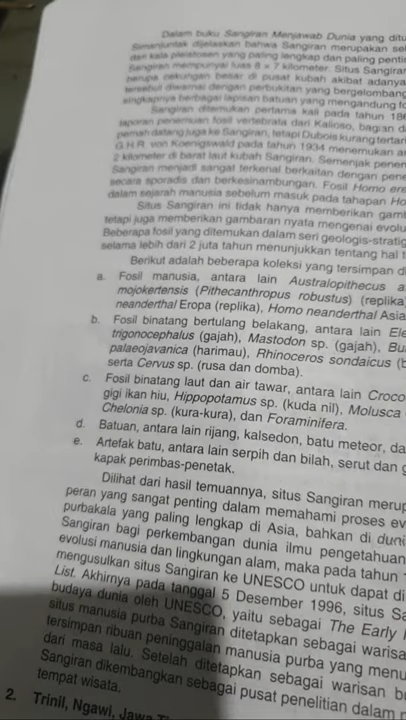 Dalam buku Sangiran Menjawab Dunia yang ditu
Simanjuntak dijelaskan bahwa Sangiran merupakan sel
dari kala pleistosen yang paling lengkap dan paling pentin
Sangiran mempunyai luas 8 × 7 kilometer. Situs Sangiran
berupa cekungan besar di pusat kubah akibat adanya
tersebut diwarnai dengan perbukitan yang bergelombang
singkapnya berbagai lapisan batuan yang mengandung fo
Sangiran ditemukan pertama kali pada tahun 186
laporan penemuan fosil vertebrata dari Kalioso, bagian d
pernah datang juga ke Sangiran, tetapi Dubois kurang tertari
G.H.R. von Koenigswald pada tahun 1934 menemukan a
2 kilometer di barat laut kubah Sangiran. Semenjak penem
Sangiran menjadi sangat terkenal berkaitan dengan pene
secara sporadis dan berkesinambungan. Fosil Homo ere
dalam sejarah manusia sebelum masuk pada tahapan Ho
Situs Sangiran ini tidak hanya memberikan gamb
tetapi juga memberikan gambaran nyata mengenai evolu
Beberapa fosil yang ditemukan dalam seri geologis-stratig
selama lebih dari 2 juta tahun menunjukkan tentang hal t
Berikut adalah beberapa koleksi yang tersimpan di
a. Fosil manusia, antara lain Australopithecus a
mojokertensis (Pithecanthropus robustus) (replika)
neanderthal Eropa (replika), Homo neanderthal Asia
b. Fosil binatang bertulang belakang, antara lain Ele
trigonocephalus (gajah), Mastodon sp. (gajah), Bu
palaeojavanica (harimau), Rhinoceros sondaicus (b
serta Cervus sp. (rusa dan domba).
c. Fosil binatang laut dan air tawar, antara lain Croco
gigi ikan hiu, Hippopotamus sp. (kuda nil), Molusca
Chelonia sp. (kura-kura), dan Foraminifera.
d. Batuan, antara lain rijang, kalsedon, batu meteor, da
e. Artefak batu, antara lain serpih dan bilah, serut dan g
kapak perimbas-penetak.
Dilihat dari hasil temuannya, situs Sangiran merup
peran yang sangat penting dalam memahami proses ev
purbakala yang paling lengkap di Asia, bahkan di duni
Sangiran bagi perkembangan dunia ilmu pengetahuan
evolusi manusia dan lingkungan alam, maka pada tahun
mengusulkan situs Sangiran ke UNESCO untuk dapat di
List. Akhirnya pada tanggal 5 Desember 1996, situs Sa
budaya dunia oleh UNESCO, yaitu sebagai The Early
situs manusia purba Sangiran ditetapkan sebagai warisa
tersimpan ribuan peninggalan manusia purba yang menu
dari masa lalu. Setelah ditetapkan sebagai warisan bu
Sangiran dikembangkan sebagai pusat penelitian dalam
tempat wisata.
2. Trinil, Ngawi, Jawa